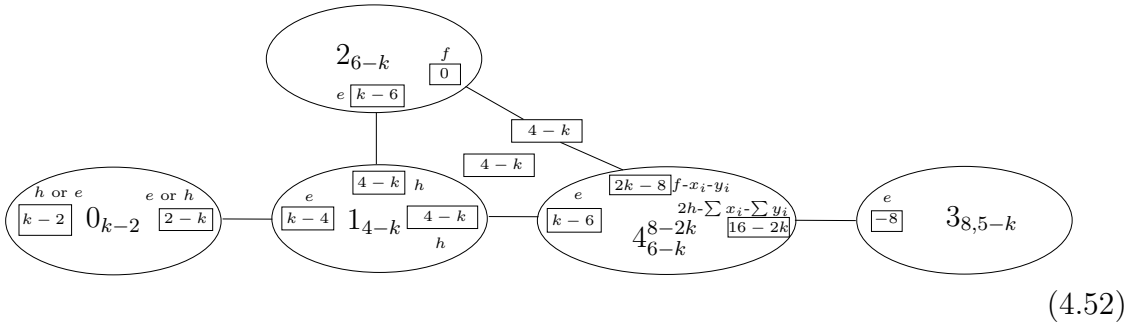 2_{6-k}
f
0
e
k − 6
4 − k
4 − k
h or e
k − 2
0_{k-2}
e or h
2 − k
e
k − 4
1_{4-k}
4 − k
h
4 − k
h
e
k − 6
2k − 8
f-x_i-y_i
2h-∑ x_i-∑ y_i
16 − 2k
4_{6-k}^{8-2k}
e
−8
3_{8,5-k}
(4.52)